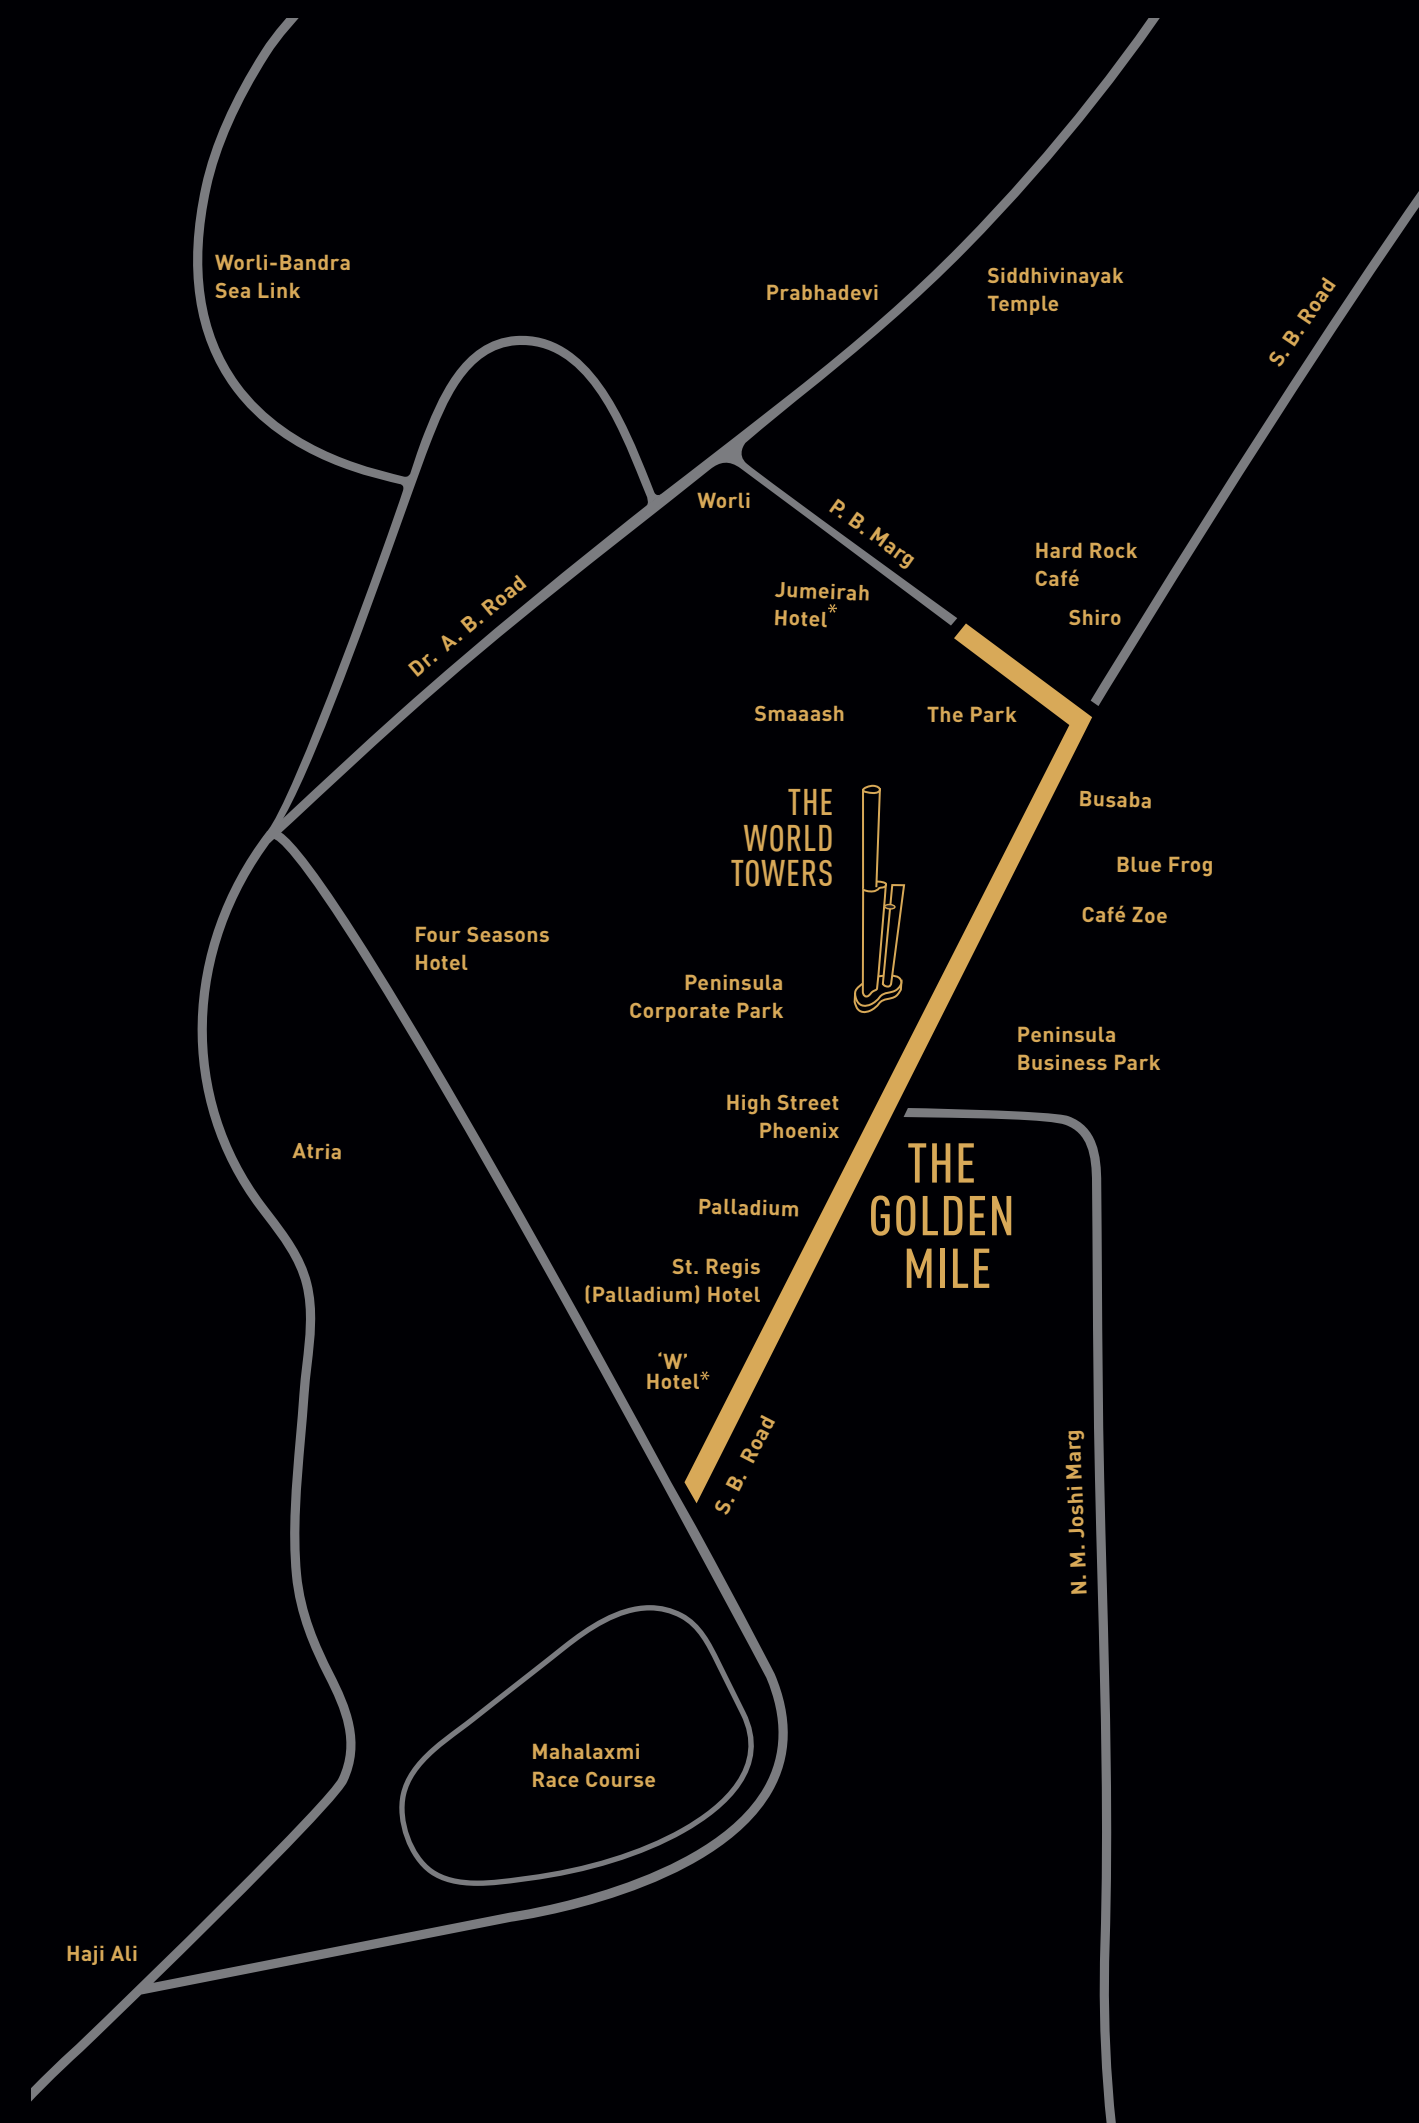 Worli-Bandra
Sea Link
Prabhadevi
Siddhivinayak
Temple
S. B. Road
Worli
P. B. Marg
Hard Rock
Café
Shiro
Jumeirah
Hotel*
Dr. A. B. Road
Smaaash
The Park
THE
WORLD
TOWERS
Busaba
Blue Frog
Café Zoe
Four Seasons
Hotel
Peninsula
Corporate Park
Peninsula
Business Park
High Street
Phoenix
Atria
THE
GOLDEN
MILE
Palladium
St. Regis
(Palladium) Hotel
‘W’
Hotel*
S. B. Road
N. M. Joshi Marg
Mahalaxmi
Race Course
Haji Ali